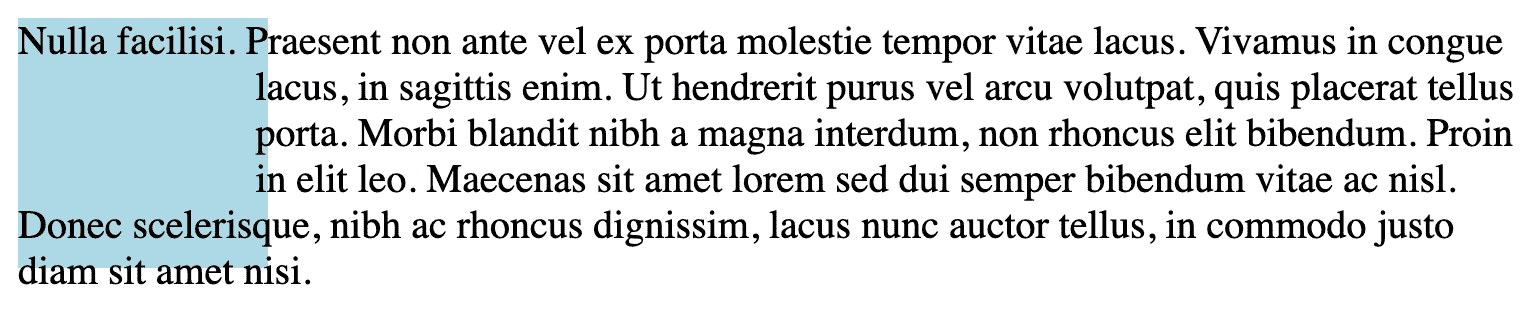 Nulla facilisi. Praesent non ante vel ex porta molestie tempor vitae lacus. Vivamus in congue
lacus, in sagittis enim. Ut hendrerit purus vel arcu volutpat, quis placerat tellus
porta. Morbi blandit nibh a magna interdum, non rhoncus elit bibendum. Proin
in elit leo. Maecenas sit amet lorem sed dui semper bibendum vitae ac nisl.
Donec scelerisque, nibh ac rhoncus dignissim, lacus nunc auctor tellus, in commodo justo
diam sit amet nisi.